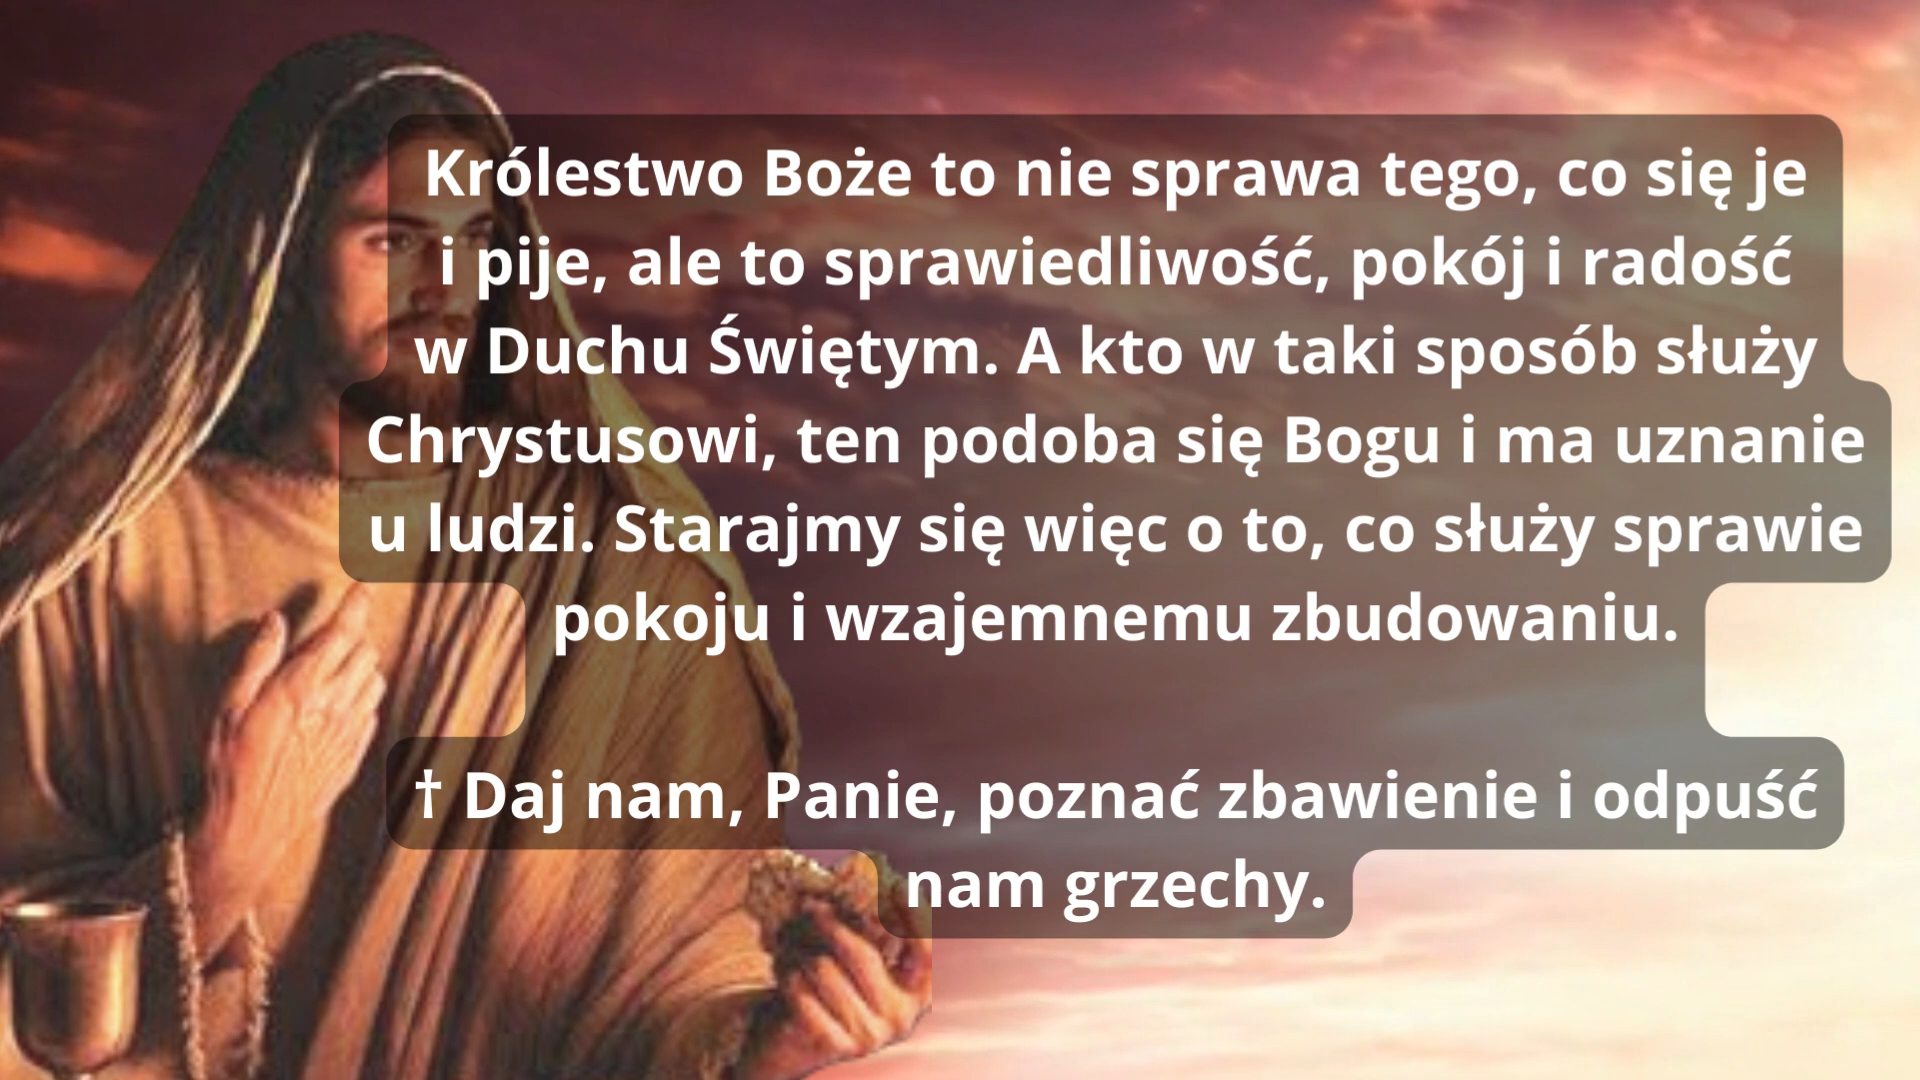 Królestwo Boże to nie sprawa tego, co się je
i pije, ale to sprawiedliwość, pokój i radość
w Duchu Świętym. A kto w taki sposób służy
Chrystusowi, ten podoba się Bogu i ma uznanie
u ludzi. Starajmy się więc o to, co służy sprawie
pokoju i wzajemnemu zbudowaniu.
† Daj nam, Panie, poznać zbawienie i odpuść
nam grzechy.